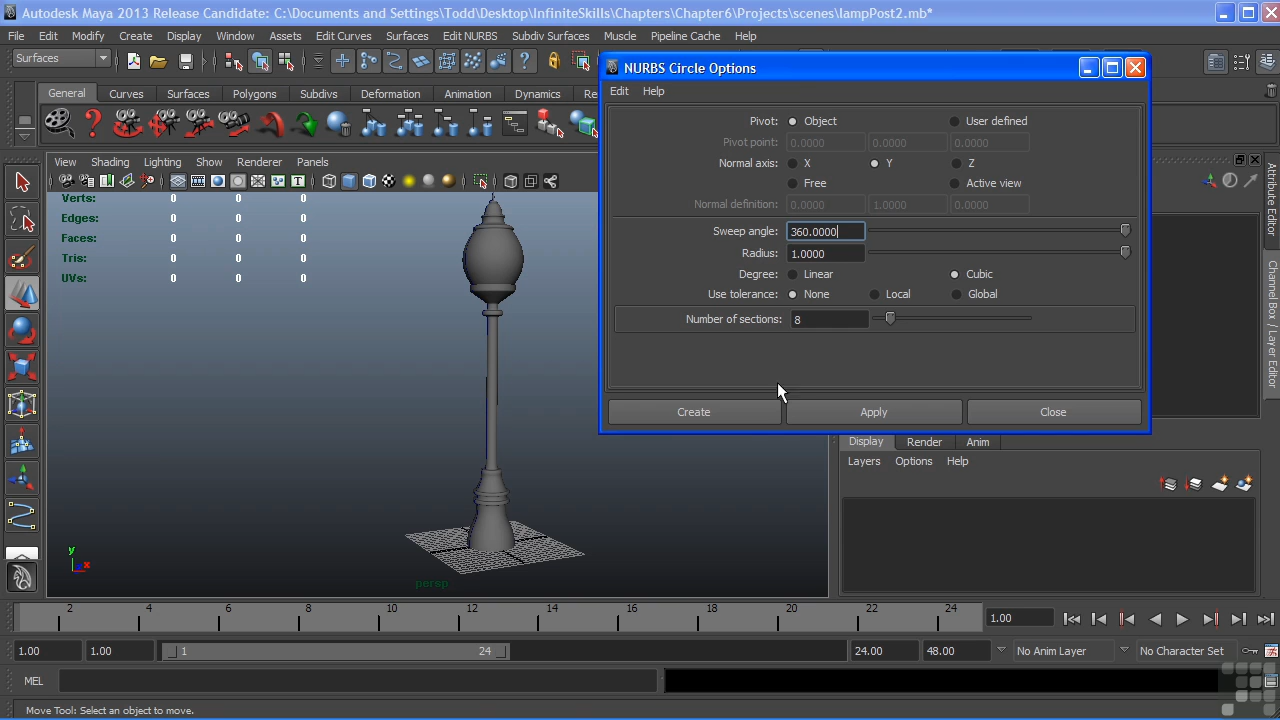 Autodesk Maya 2013 Release Candidate: C:\Documents and Settings\Todd\Desktop\InfiniteSkills\Chapters\Chapter6\Projects\scenes\lampPost2.mb*
File Edit Modify Create Display Window Assets Edit Curves Surfaces Edit NURBS Subdiv Surfaces Muscle Pipeline Cache Help
Surfaces
General Curves Surfaces Polygons Subdivs Deformation Animation Dynamics Re
View Shading Lighting Show Renderer Panels
Verts: 0 0 0
Edges: 0 0 0
Faces: 0 0 0
Tris: 0 0 0
UVs: 0 0 0
y
x
persp
NURBS Circle Options
Edit Help
Pivot: Object User defined
Pivot point: 0.0000 0.0000 0.0000
Normal axis: X Y Z
Free Active view
Normal definition: 0.0000 1.0000 0.0000
Sweep angle: 360.0000
Radius: 1.0000
Degree: Linear Cubic
Use tolerance: None Local Global
Number of sections: 8
Create Apply Close
Attribute Editor
Channel Box / Layer Editor
Display Render Anim
Layers Options Help
2 4 6 8 10 12 14 16 18 20 22 24 1.00
1.00 1.00 1 24 24.00 48.00 No Anim Layer No Character Set
MEL
Move Tool: Select an object to move.